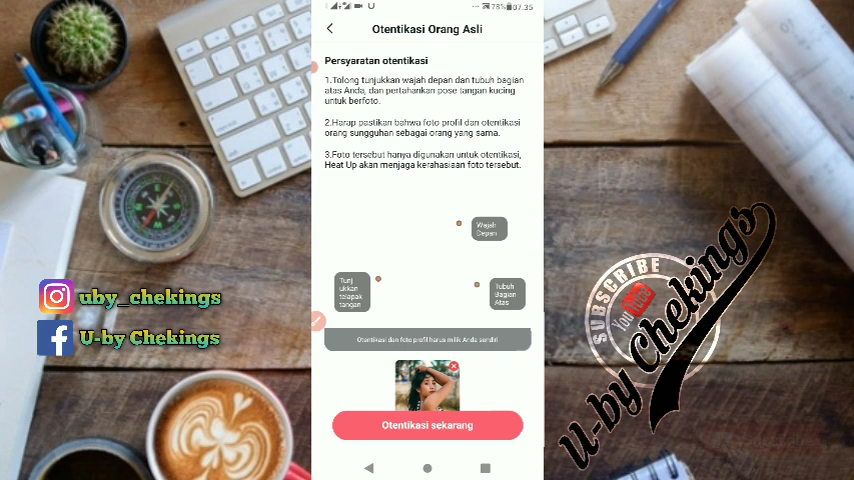 78% 07.35
Otentikasi Orang Asli
Persyaratan otentikasi
1.Tolong tunjukkan wajah depan dan tubuh bagian
atas Anda, dan pertahankan pose tangan kucing
untuk berfoto.
2.Harap pastikan bahwa foto profil dan otentikasi
orang sungguhan sebagai orang yang sama.
3.Foto tersebut hanya digunakan untuk otentikasi,
Heat Up akan menjaga kerahasiaan foto tersebut.
Wajah
Depan
Tunj
ukkan
telapak
tangan
Tubuh
Bagian
Atas
Otentikasi dan foto profil harus milik Anda sendiri
Otentikasi sekarang
uby_chekings
U-by Chekings
SUBSCRIBE
YouTube
U-by Chekings